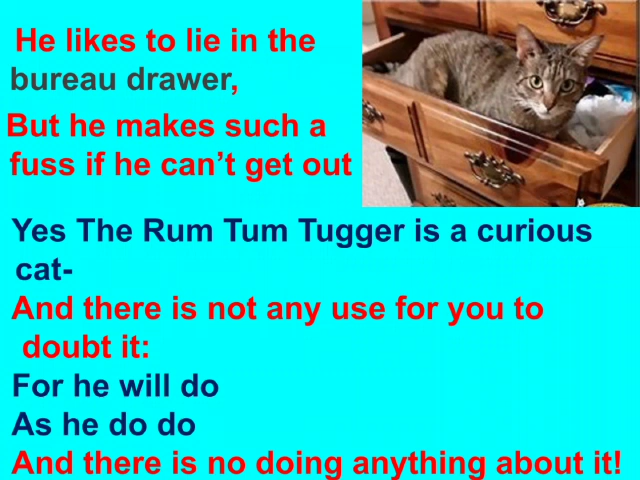 He likes to lie in the
bureau drawer,
But he makes such a
fuss if he can’t get out
Yes The Rum Tum Tugger is a curious
cat-
And there is not any use for you to
doubt it:
For he will do
As he do do
And there is no doing anything about it!